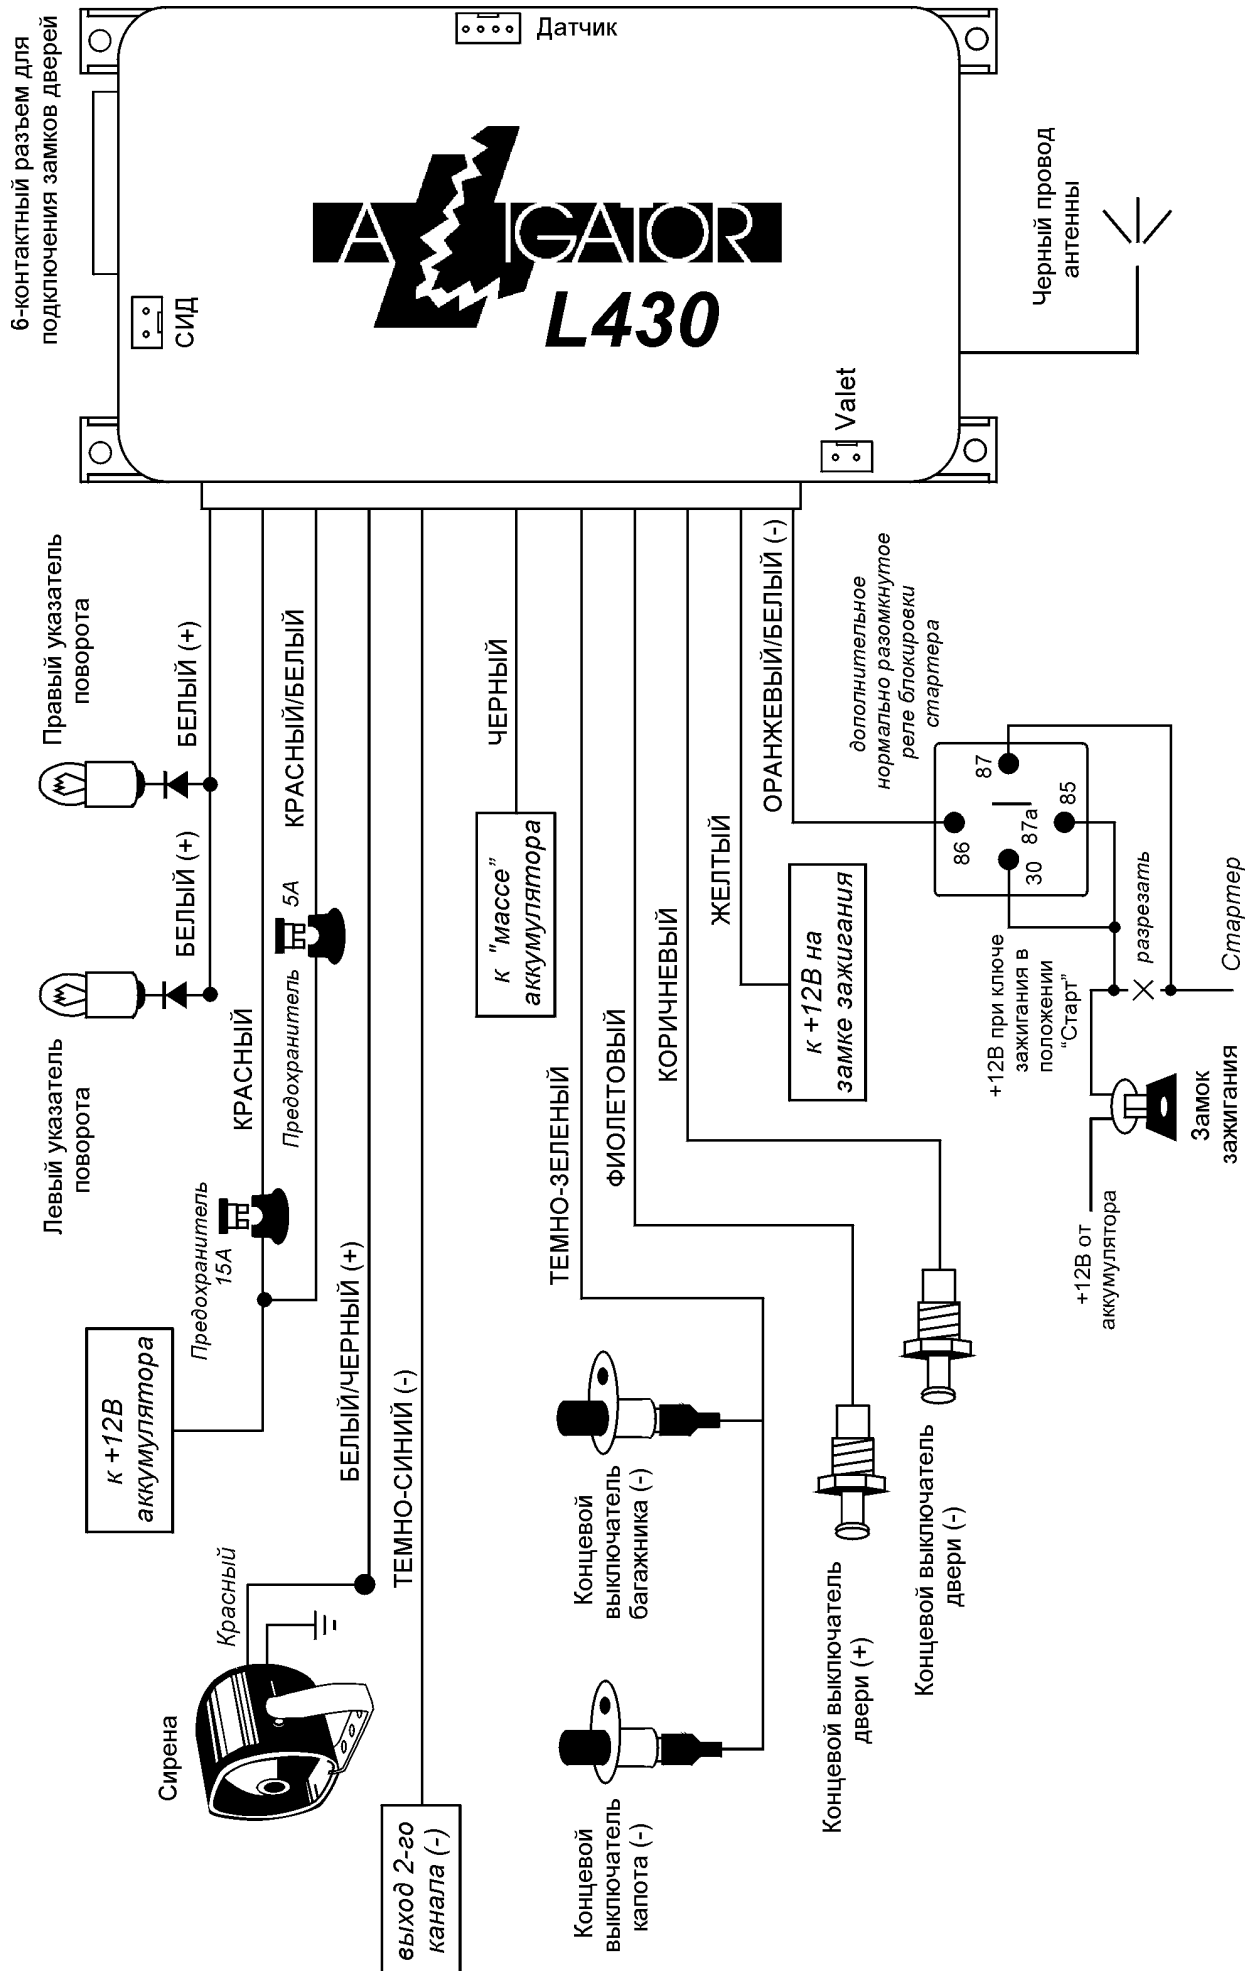 6-контактный разъем для
подключения замков дверей
Датчик
СИД
ALLIGATOR
L430
Valet
Черный провод
антенны
Правый указатель
поворота
БЕЛЫЙ (+)
Левый указатель
поворота
БЕЛЫЙ (+)
КРАСНЫЙ
Предохранитель
15А
КРАСНЫЙ/БЕЛЫЙ
Предохранитель 5А
к +12В
аккумулятора
БЕЛЫЙ/ЧЕРНЫЙ (+)
Красный
Сирена
ТЕМНО-СИНИЙ (-)
выход 2-го
канала (-)
ЧЕРНЫЙ
к "массе"
аккумулятора
ТЕМНО-ЗЕЛЕНЫЙ
Концевой
выключатель
багажника (-)
Концевой
выключатель
капота (-)
ФИОЛЕТОВЫЙ
Концевой выключатель
двери (+)
КОРИЧНЕВЫЙ
Концевой выключатель
двери (-)
ЖЕЛТЫЙ
к +12В на
замке зажигания
ОРАНЖЕВЫЙ/БЕЛЫЙ (-)
дополнительное
нормально разомкнутое
реле блокировки
стартера
86
87
87а
30
85
+12В при ключе
зажигания в
положении
“Старт”
разрезать
Стартер
Замок
зажигания
+12В от
аккумулятора